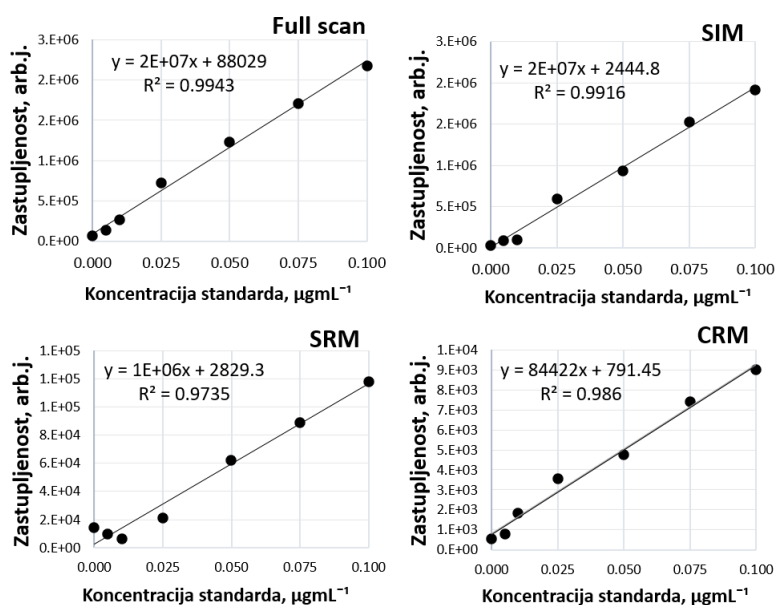 Full scan
3.E+06
2.E+06
2.E+06
1.E+06
5.E+05
0.E+00
Zastupljenost, arb.j.
y = 2E+07x + 88029
R² = 0.9943
0.000
0.025
0.050
0.075
0.100
Koncentracija standarda, µgmL⁻¹
SIM
3.E+06
2.E+06
2.E+06
1.E+06
5.E+05
0.E+00
Zastupljenost, arb.j.
y = 2E+07x + 2444.8
R² = 0.9916
0.000
0.025
0.050
0.075
0.100
Koncentracija standarda, µgmL⁻¹
SRM
1.E+05
1.E+05
1.E+05
8.E+04
6.E+04
4.E+04
2.E+04
0.E+00
Zastupljenost, arb.j.
y = 1E+06x + 2829.3
R² = 0.9735
0.000
0.025
0.050
0.075
0.100
Koncentracija standarda, µgmL⁻¹
CRM
1.E+04
9.E+03
8.E+03
7.E+03
6.E+03
5.E+03
4.E+03
3.E+03
2.E+03
1.E+03
0.E+00
Zastupljenost, arb.j.
y = 84422x + 791.45
R² = 0.986
0.000
0.025
0.050
0.075
0.100
Koncentracija standarda, µgmL⁻¹